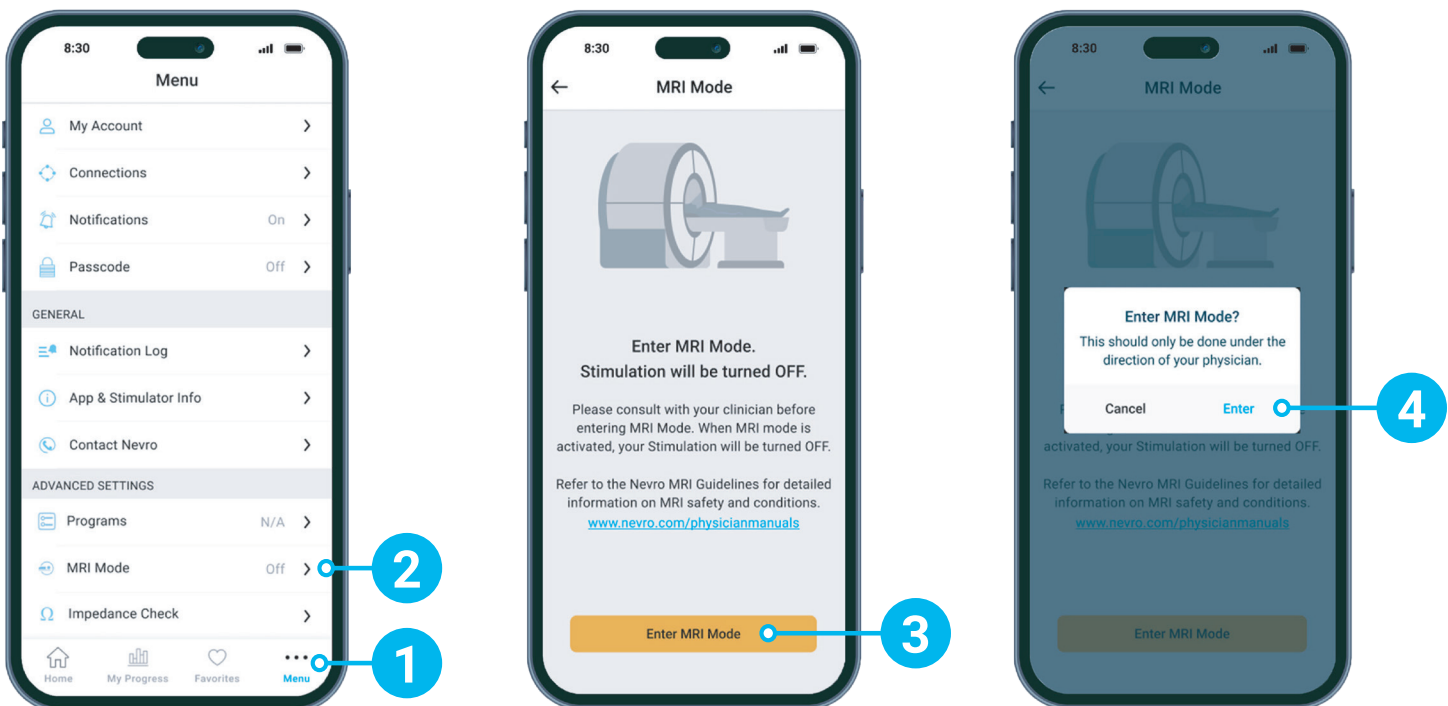 8:30
Menu
My Account
Connections
Notifications On
Passcode Off
GENERAL
Notification Log
App & Stimulator Info
Contact Nevro
ADVANCED SETTINGS
Programs N/A
MRI Mode Off
2
Impedance Check
Home My Progress Favorites Menu
1
8:30
MRI Mode
Enter MRI Mode.
Stimulation will be turned OFF.
Please consult with your clinician before
entering MRI Mode. When MRI mode is
activated, your Stimulation will be turned OFF.
Refer to the Nevro MRI Guidelines for detailed
information on MRI safety and conditions.
www.nevro.com/physicianmanuals
Enter MRI Mode
3
8:30
MRI Mode
Enter MRI Mode?
This should only be done under the
direction of your physician.
Cancel Enter
4
activated, your Stimulation will be turned OFF.
Refer to the Nevro MRI Guidelines for detailed
information on MRI safety and conditions.
www.nevro.com/physicianmanuals
Enter MRI Mode